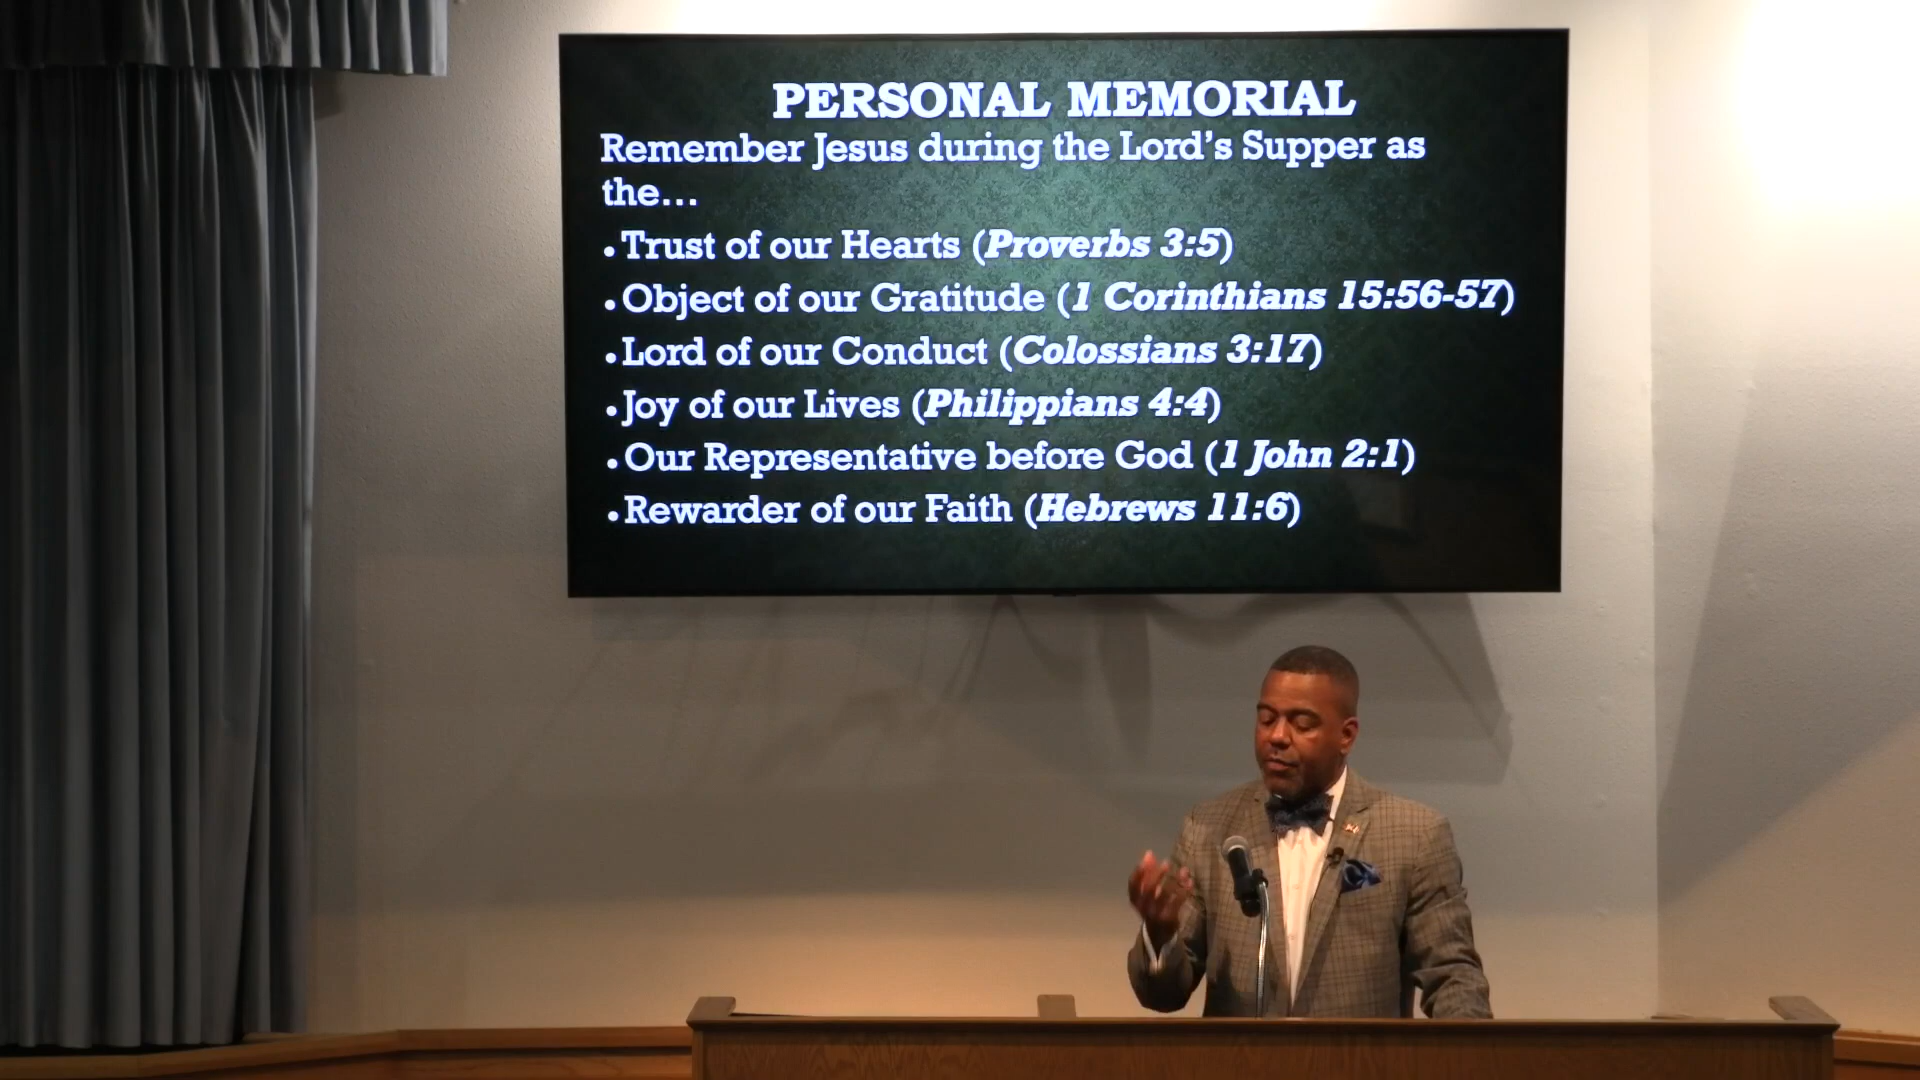 PERSONAL MEMORIAL
Remember Jesus during the Lord's Supper as
the...
• Trust of our Hearts (Proverbs 3:5)
• Object of our Gratitude (1 Corinthians 15:56-57)
• Lord of our Conduct (Colossians 3:17)
• Joy of our Lives (Philippians 4:4)
• Our Representative before God (1 John 2:1)
• Rewarder of our Faith (Hebrews 11:6)